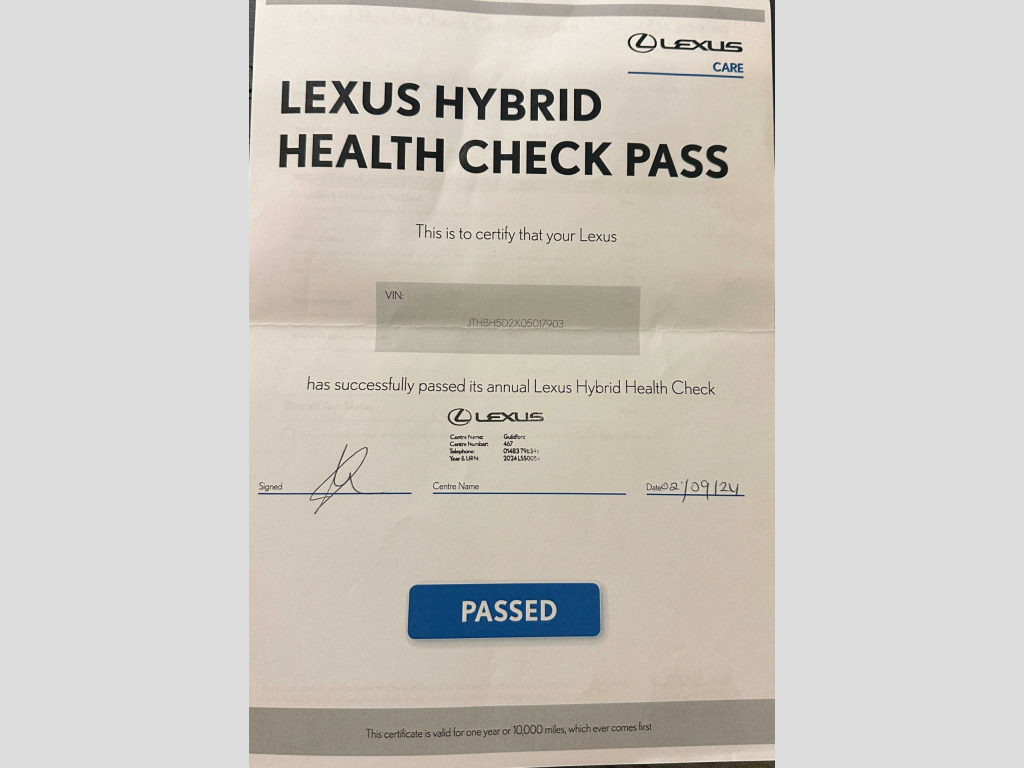 LEXUS
CARE
LEXUS HYBRID
HEALTH CHECK PASS
This is to certify that your Lexus
VIN:
JTHBH5D2X05017903
has successfully passed its annual Lexus Hybrid Health Check
LEXUS
Centre Name: Guildford
Centre Number: 467
Telephone: 01483
Year & URN:
Signed
Centre Name
Date 02/09/24
PASSED
This certificate is valid for one year or 10,000 miles, which ever comes first